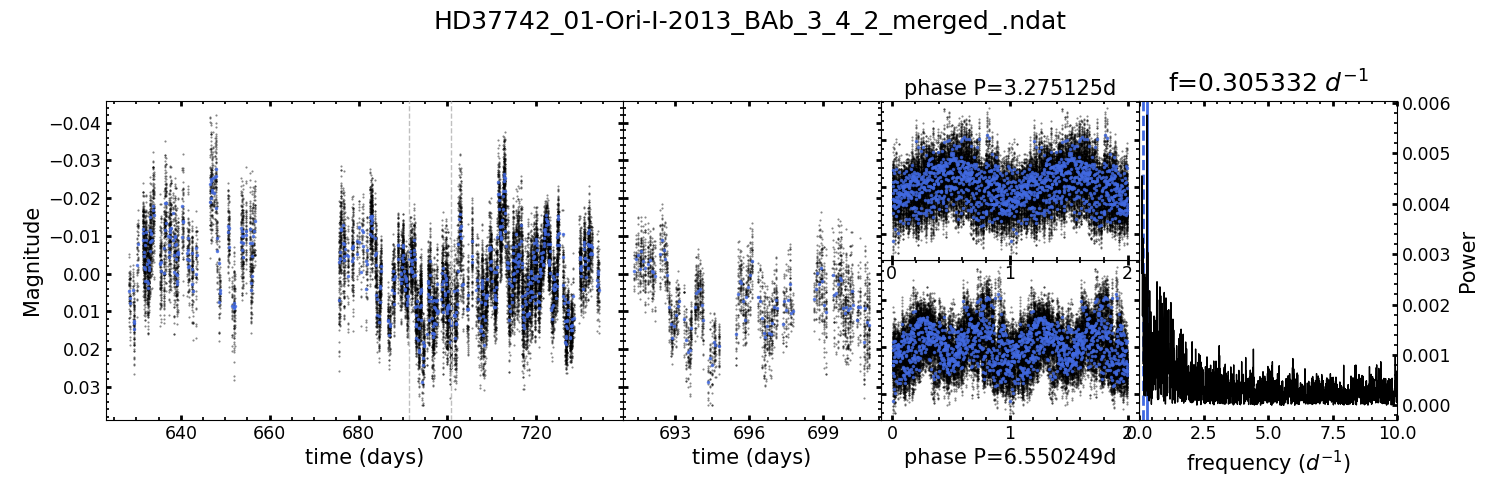 HD37742_01-Ori-I-2013_BAb_3_4_2_merged_.ndat
phase P=3.275125d
f=0.305332 d⁻¹
Magnitude
−0.04
−0.03
−0.02
−0.01
0.00
0.01
0.02
0.03
640 660 680 700 720
time (days)
693 696 699
time (days)
0 1 2
0 1 2
phase P=6.550249d
0.0 2.5 5.0 7.5 10.0
frequency (d⁻¹)
0.006
0.005
0.004
0.003
0.002
0.001
0.000
Power